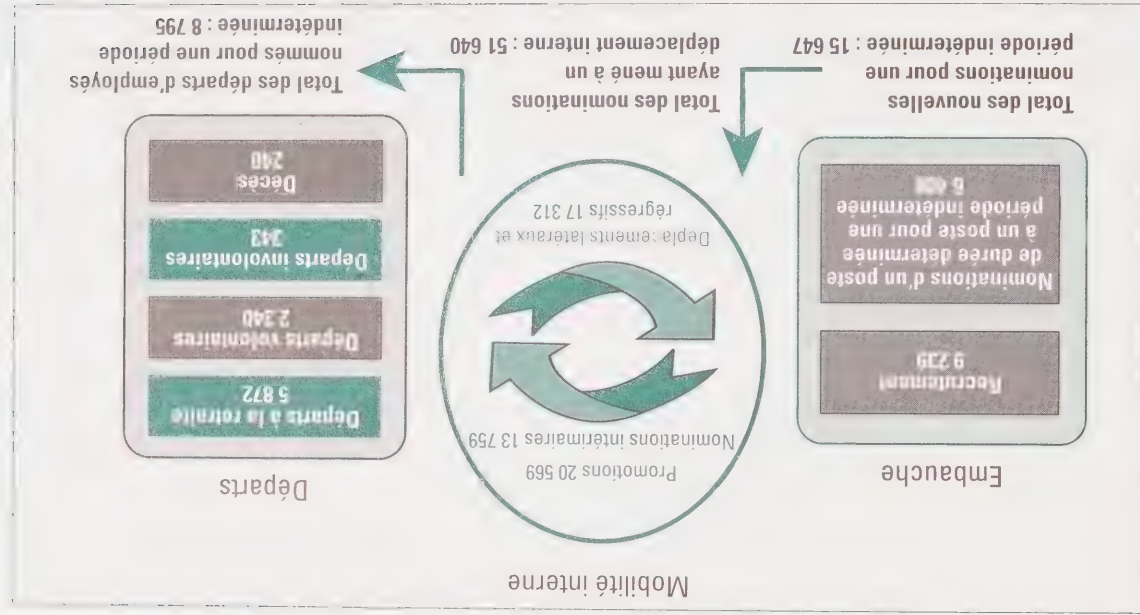 Mobilité interne
Embauche
Recrutement
9 239
Nominations d'un poste
de durée déterminée
à un poste pour une
période indéterminée
6 408
Total des nouvelles
nominations pour une
période indéterminée : 15 647
Promotions 20 569
Nominations intérimaires 13 759
Déplacements latéraux et
régressifs 17 312
Total des nominations
ayant mené à un
déplacement interne : 51 640
Départs
Départs à la retraite
5 872
Départs volontaires
2 340
Départs involontaires
343
Décès
240
Total des départs d'employés
nommés pour une période
indéterminée : 8 795